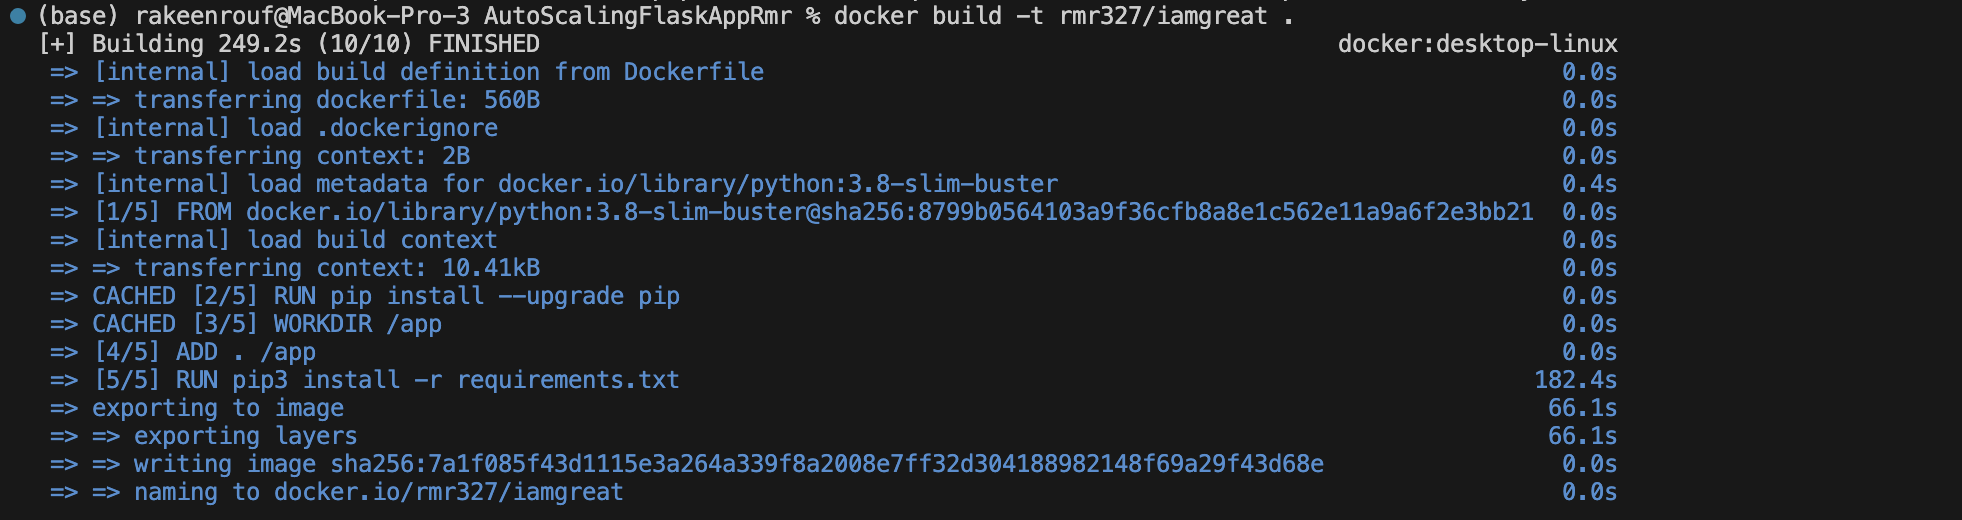 (base) rakeenrouf@MacBook-Pro-3 AutoScalingFlaskAppRmr % docker build -t rmr327/iamgreat .
[+] Building 249.2s (10/10) FINISHED docker:desktop-linux
=> [internal] load build definition from Dockerfile 0.0s
=> => transferring dockerfile: 560B 0.0s
=> [internal] load .dockerignore 0.0s
=> => transferring context: 2B 0.0s
=> [internal] load metadata for docker.io/library/python:3.8-slim-buster 0.4s
=> [1/5] FROM docker.io/library/python:3.8-slim-buster@sha256:8799b0564103a9f36cfb8a8e1c562e11a9a6f2e3bb21 0.0s
=> [internal] load build context 0.0s
=> => transferring context: 10.41kB 0.0s
=> CACHED [2/5] RUN pip install --upgrade pip 0.0s
=> CACHED [3/5] WORKDIR /app 0.0s
=> [4/5] ADD . /app 0.0s
=> [5/5] RUN pip3 install -r requirements.txt 182.4s
=> exporting to image 66.1s
=> => exporting layers 66.1s
=> => writing image sha256:7a1f085f43d1115e3a264a339f8a2008e7ff32d304188982148f69a29f43d68e 0.0s
=> => naming to docker.io/rmr327/iamgreat 0.0s